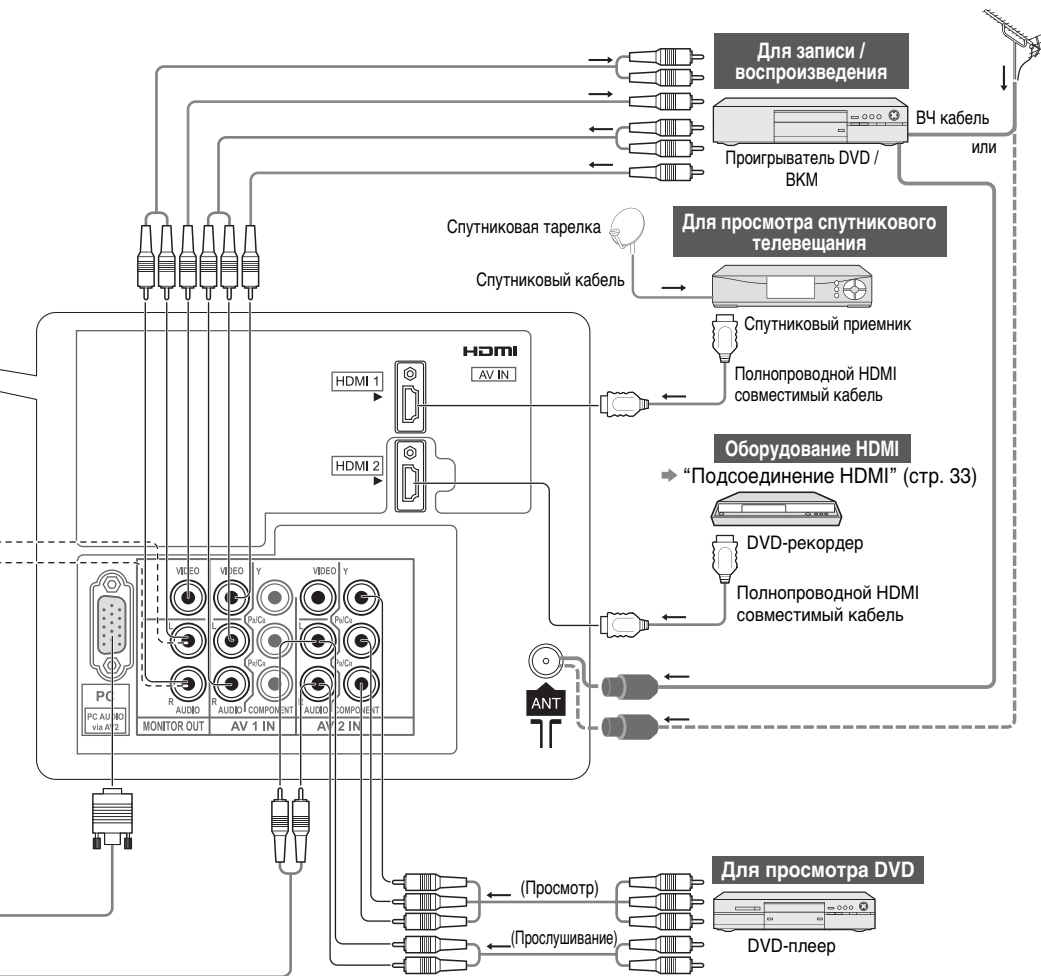 Для записи /
воспроизведения
ВЧ кабель
или
Проигрыватель DVD /
ВКМ
Спутниковая тарелка
Для просмотра спутникового
телевещания
Спутниковый кабель
Спутниковый приемник
HDMI
AV IN
HDMI 1
Полнопроводной HDMI
совместимый кабель
Оборудование HDMI
“Подсоединение HDMI” (стр. 33)
HDMI 2
DVD-рекордер
Полнопроводной HDMI
совместимый кабель
VIDEO VIDEO Y VIDEO Y
L L PB/CB L PB/CB
PR/CR PR/CR
R R R
AUDIO AUDIO COMPONENT AUDIO COMPONENT
MONITOR OUT AV 1 IN AV 2 IN
PC
PC AUDIO
via AV2
ANT
Для просмотра DVD
(Просмотр)
(Прослушивание)
DVD-плеер